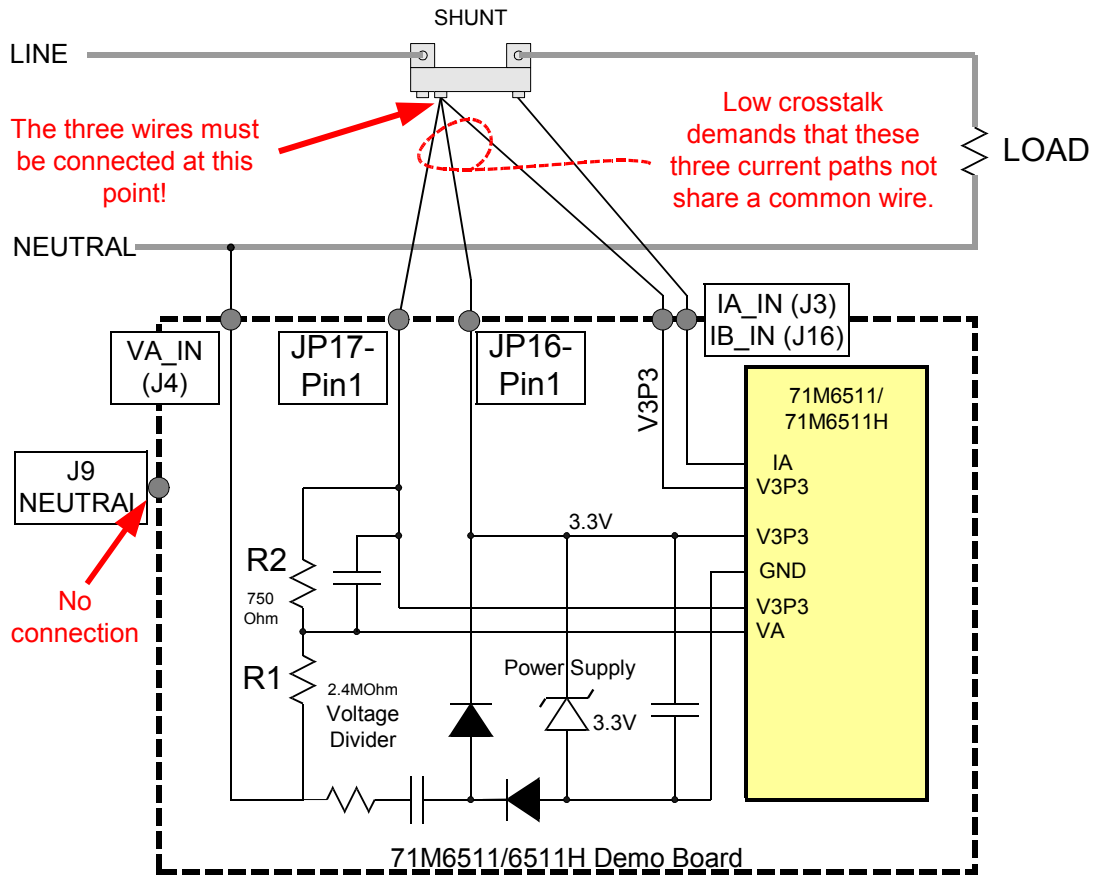 SHUNT
LINE
The three wires must
be connected at this
point!
Low crosstalk
demands that these
three current paths not
share a common wire.
LOAD
NEUTRAL
VA_IN
(J4)
JP17-
Pin1
JP16-
Pin1
IA_IN (J3)
IB_IN (J16)
V3P3
71M6511/
71M6511H
IA
V3P3
J9
NEUTRAL
3.3V
V3P3
GND
V3P3
VA
R2
750
Ohm
No
connection
R1
2.4MOhm
Voltage
Divider
Power Supply
3.3V
71M6511/6511H Demo Board